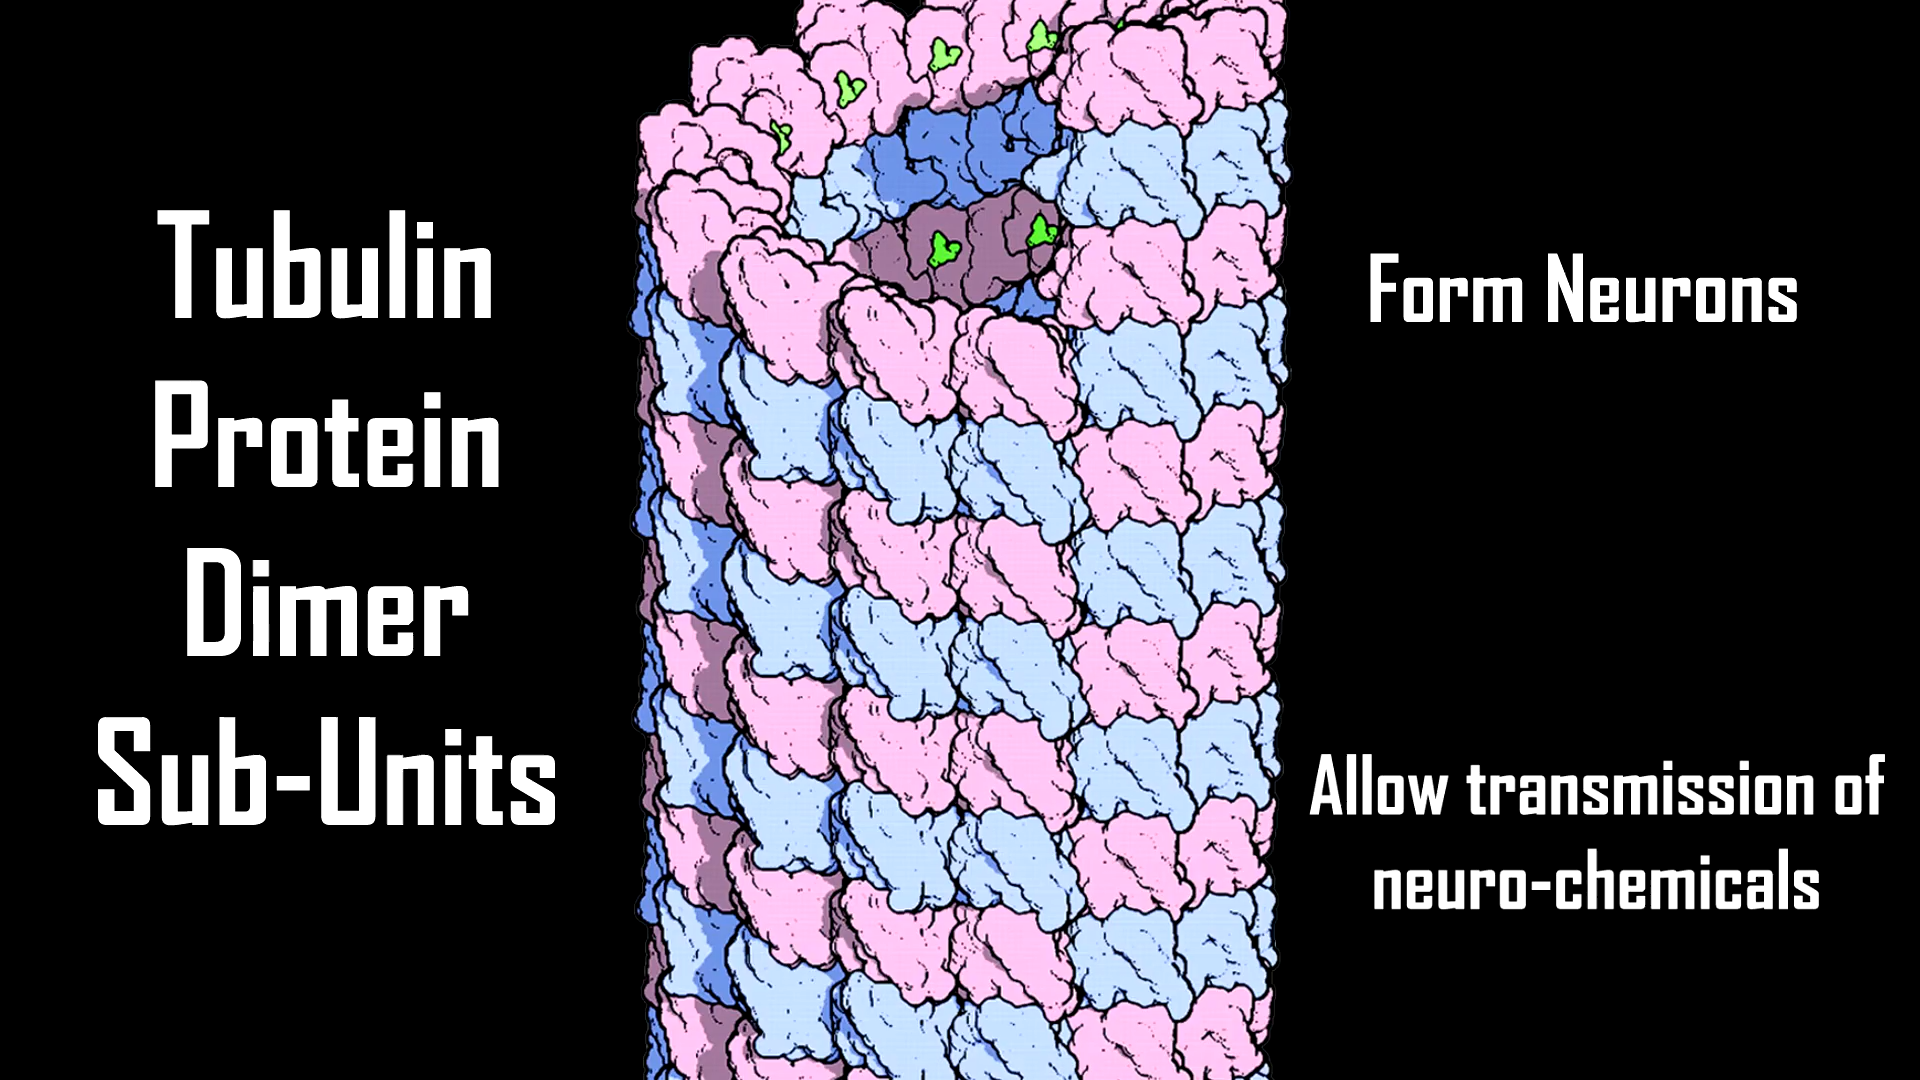 Tubulin
Protein
Dimer
Sub-Units
Form Neurons
Allow transmission of
neuro-chemicals